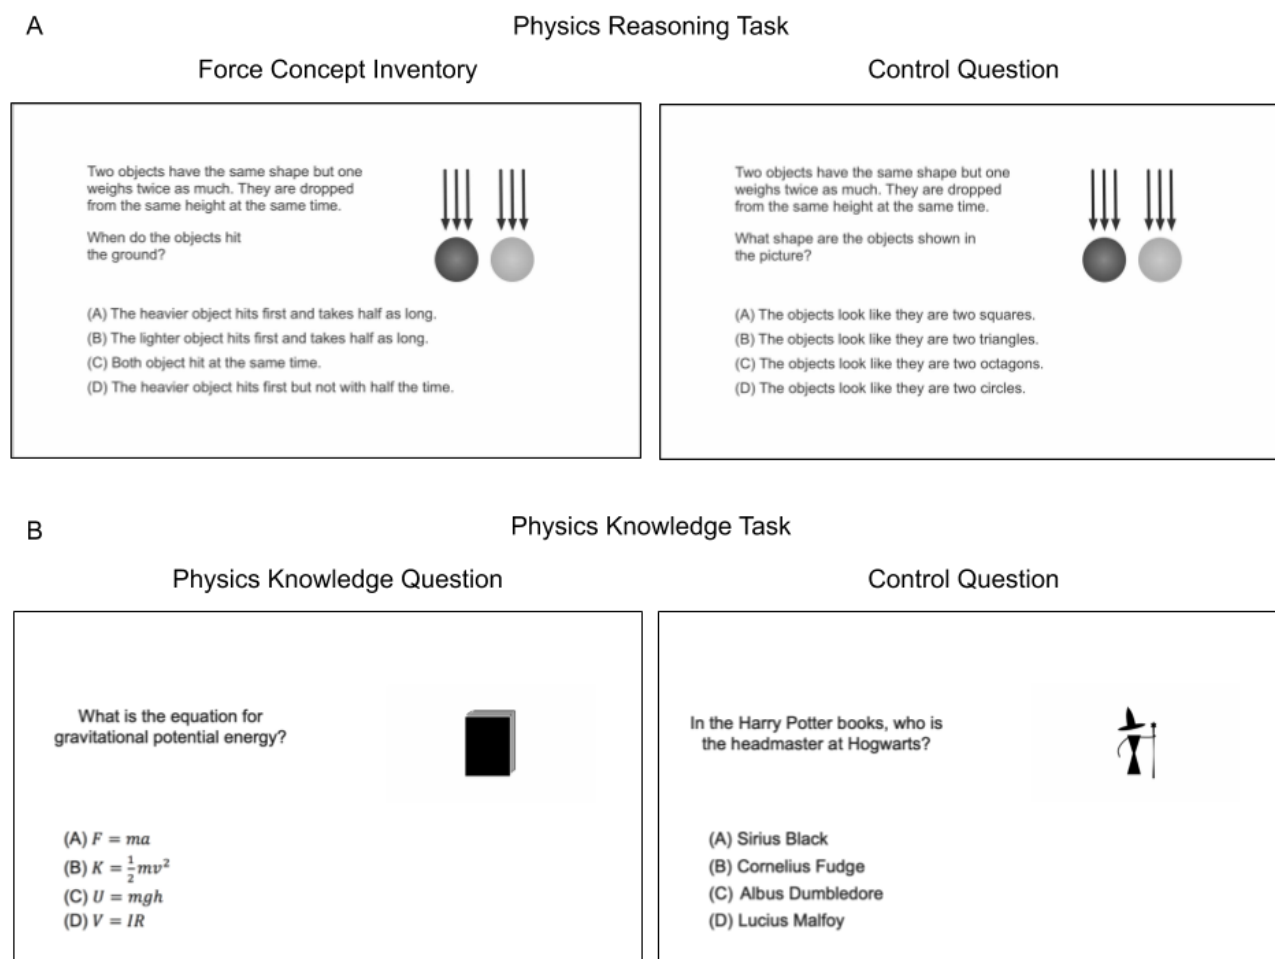 A
Physics Reasoning Task
Force Concept Inventory
Control Question
Two objects have the same shape but one
weighs twice as much. They are dropped
from the same height at the same time.
When do the objects hit
the ground?
(A) The heavier object hits first and takes half as long.
(B) The lighter object hits first and takes half as long.
(C) Both object hit at the same time.
(D) The heavier object hits first but not with half the time.
Two objects have the same shape but one
weighs twice as much. They are dropped
from the same height at the same time.
What shape are the objects shown in
the picture?
(A) The objects look like they are two squares.
(B) The objects look like they are two triangles.
(C) The objects look like they are two octagons.
(D) The objects look like they are two circles.
B
Physics Knowledge Task
Physics Knowledge Question
Control Question
What is the equation for
gravitational potential energy?
(A) F = ma
(B) K = ½mv²
(C) U = mgh
(D) V = IR
In the Harry Potter books, who is
the headmaster at Hogwarts?
(A) Sirius Black
(B) Cornelius Fudge
(C) Albus Dumbledore
(D) Lucius Malfoy